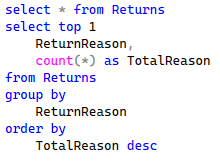 select * from Returns
select top 1
    ReturnReason,
    count(*) as TotalReason
from Returns
group by
    ReturnReason
order by
    TotalReason desc